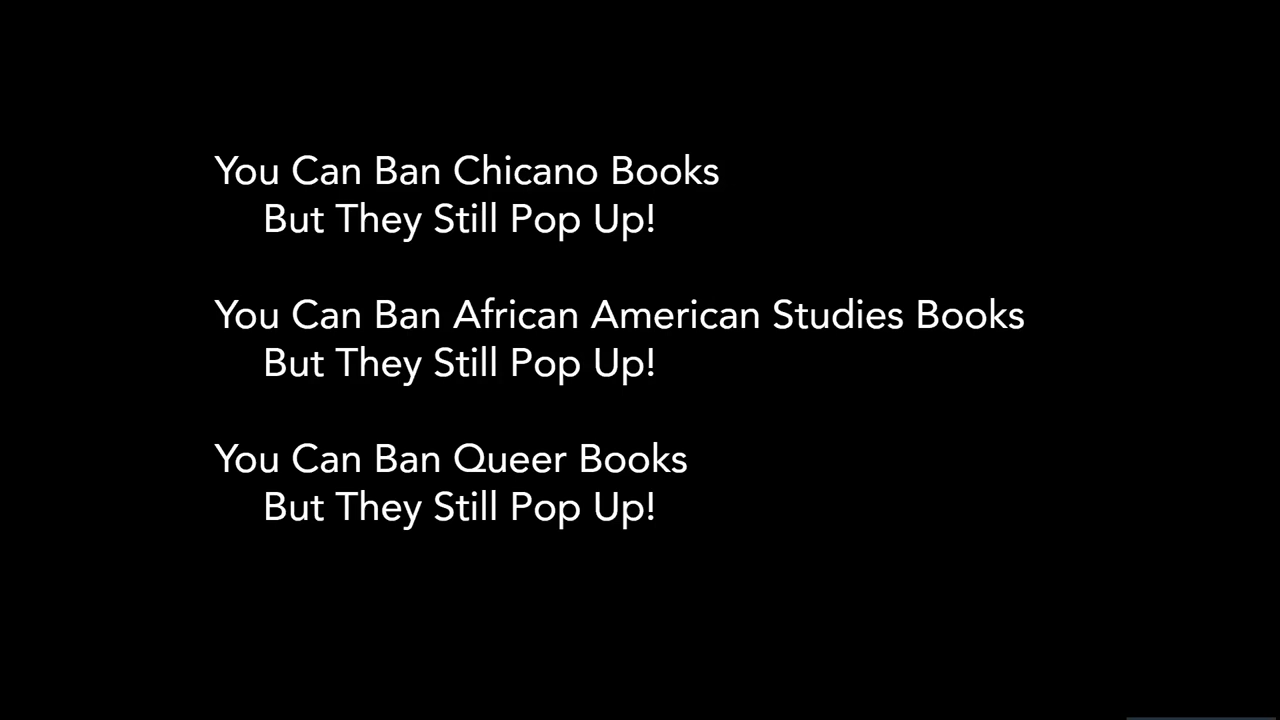 You Can Ban Chicano Books
But They Still Pop Up!
You Can Ban African American Studies Books
But They Still Pop Up!
You Can Ban Queer Books
But They Still Pop Up!